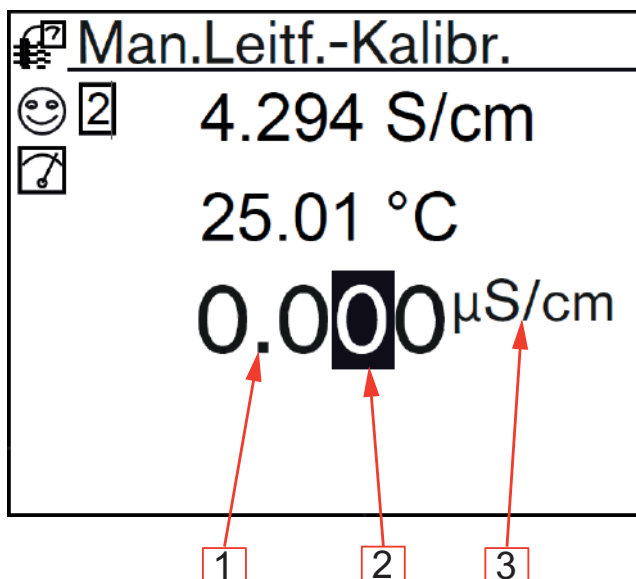 Man.Leitf.-Kalibr.
2 4.294 S/cm
25.01 °C
0.000 µS/cm
1 2 3